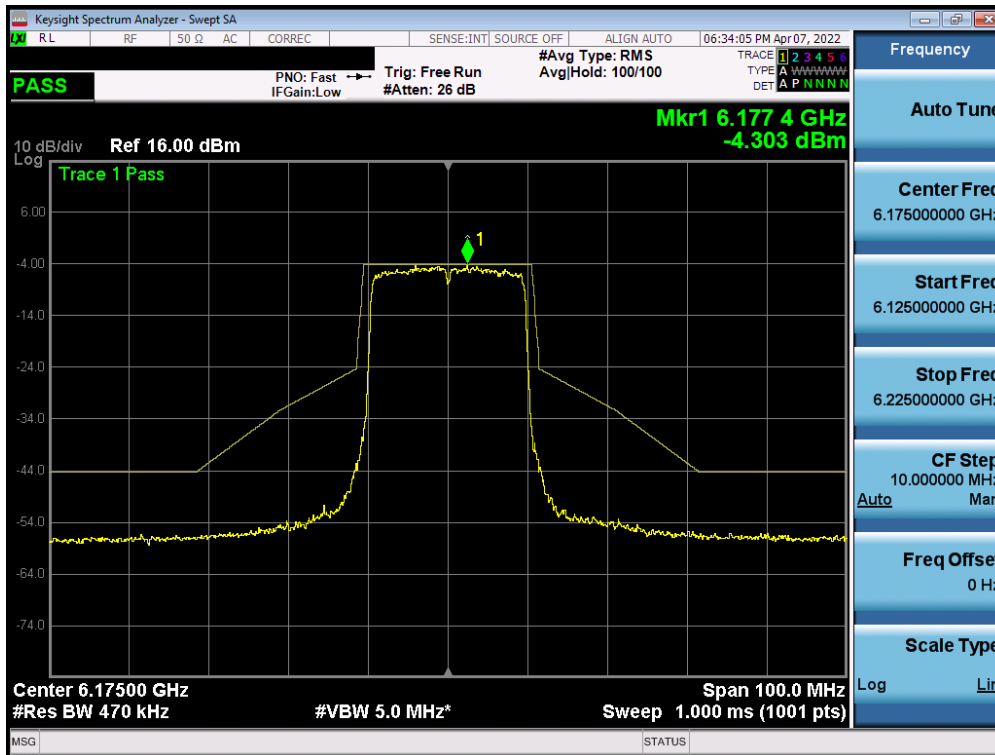 Keysight Spectrum Analyzer - Swept SA
LXI RL RF 50 Ω AC CORREC SENSE:INT SOURCE OFF ALIGN AUTO 06:34:05 PM Apr 07, 2022
PASS
PNO: Fast
IFGain:Low
Trig: Free Run
#Atten: 26 dB
#Avg Type: RMS
Avg|Hold: 100/100
TRACE 1 2 3 4 5 6
TYPE A WWWWW
DET A P N N N N
Mkr1 6.177 4 GHz
-4.303 dBm
10 dB/div Ref 16.00 dBm
Log
Trace 1 Pass
1
6.00
-4.00
-14.0
-24.0
-34.0
-44.0
-54.0
-64.0
-74.0
Center 6.17500 GHz Span 100.0 MHz
#Res BW 470 kHz #VBW 5.0 MHz* Sweep 1.000 ms (1001 pts)
MSG STATUS
Frequency
Auto Tune
Center Freq
6.175000000 GHz
Start Freq
6.125000000 GHz
Stop Freq
6.225000000 GHz
CF Step
10.000000 MHz
Auto Man
Freq Offset
0 Hz
Scale Type
Log Lin